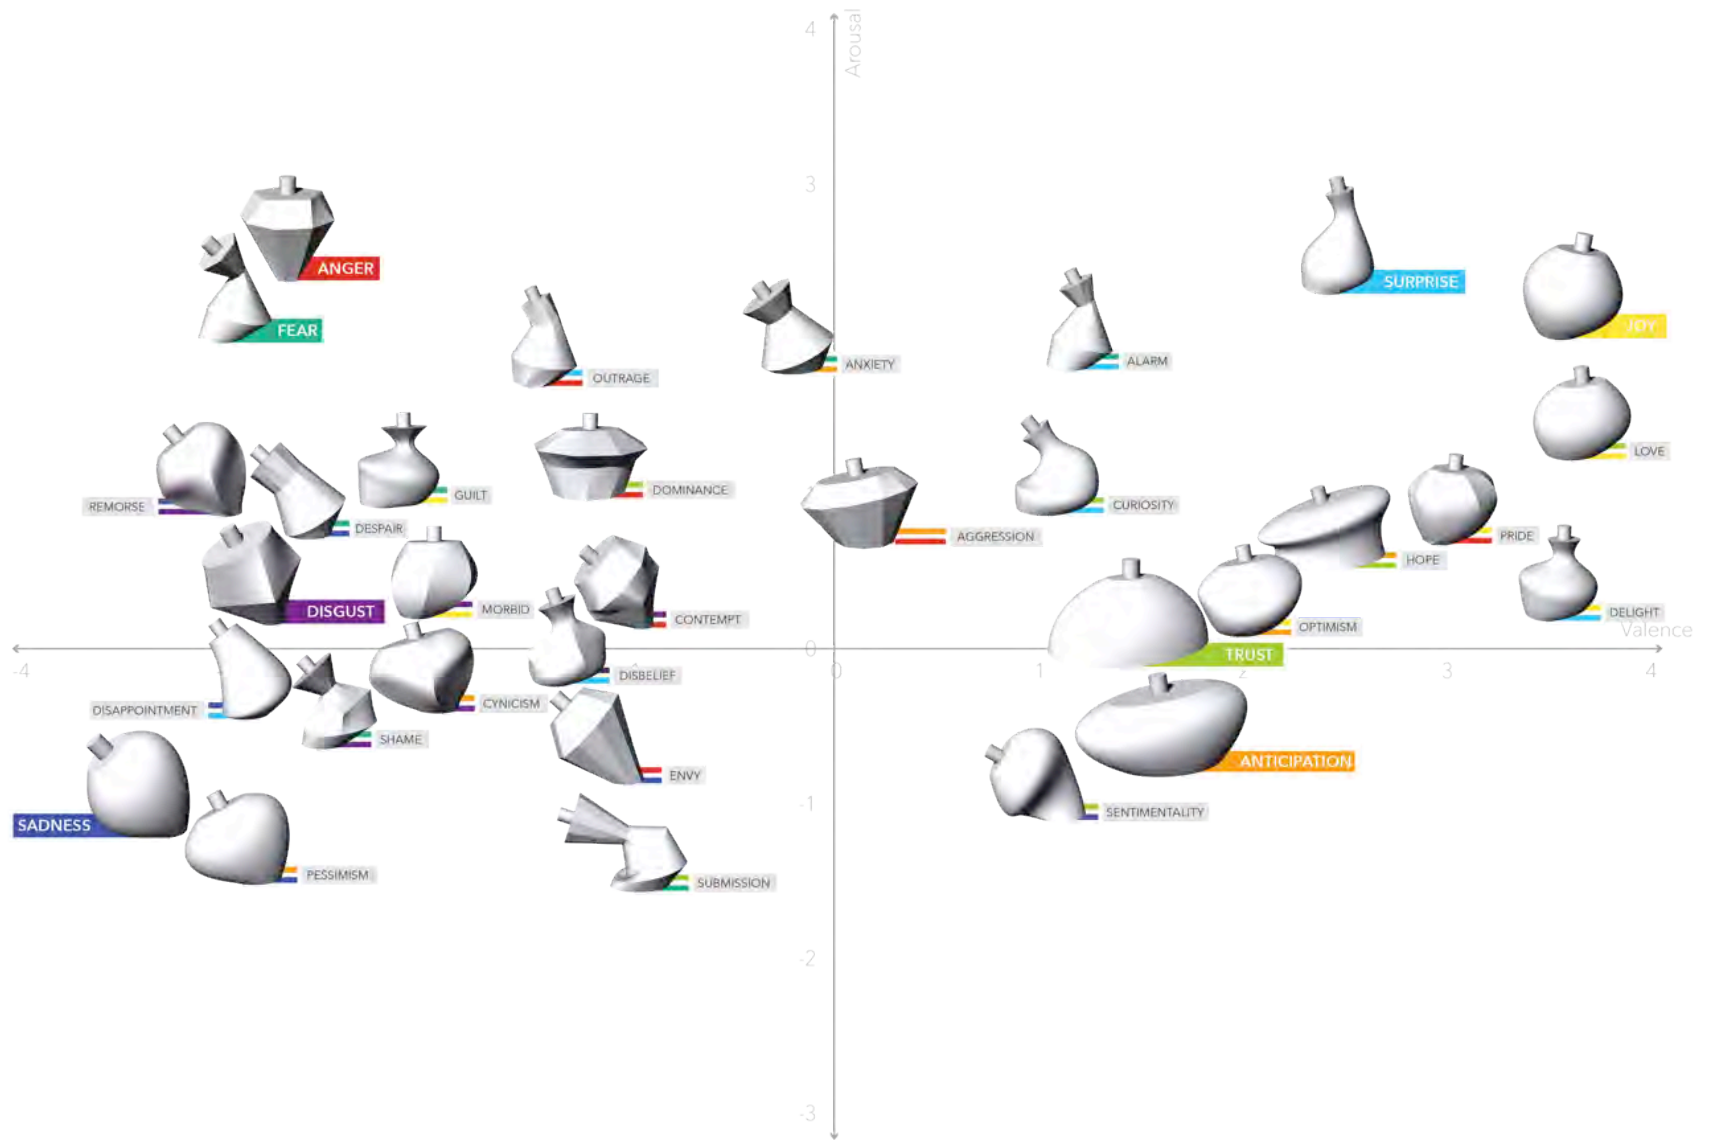 4
Arousal
3
ANGER
SURPRISE
JOY
FEAR
ANXIETY
ALARM
OUTRAGE
LOVE
DOMINANCE
GUILT
REMORSE
CURIOSITY
DESPAIR
AGGRESSION
PRIDE
HOPE
DISGUST
MORBID
CONTEMPT
OPTIMISM
DELIGHT
Valence
0
TRUST
-4
0
1
2
3
4
DISBELIEF
CYNICISM
DISAPPOINTMENT
SHAME
ENVY
ANTICIPATION
-1
SENTIMENTALITY
SADNESS
PESSIMISM
SUBMISSION
-2
-3